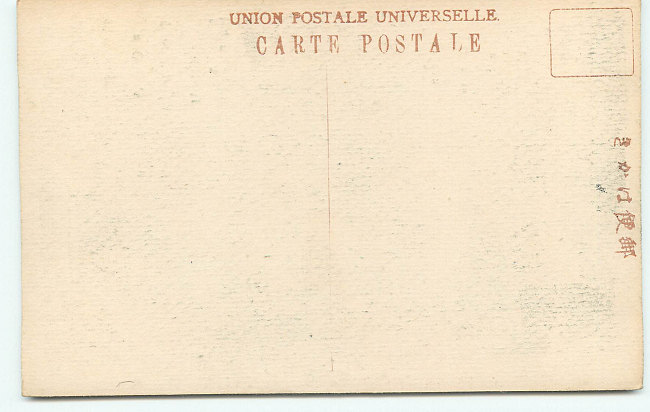 UNION POSTALE UNIVERSELLE.
CARTE POSTALE
きかは便郵